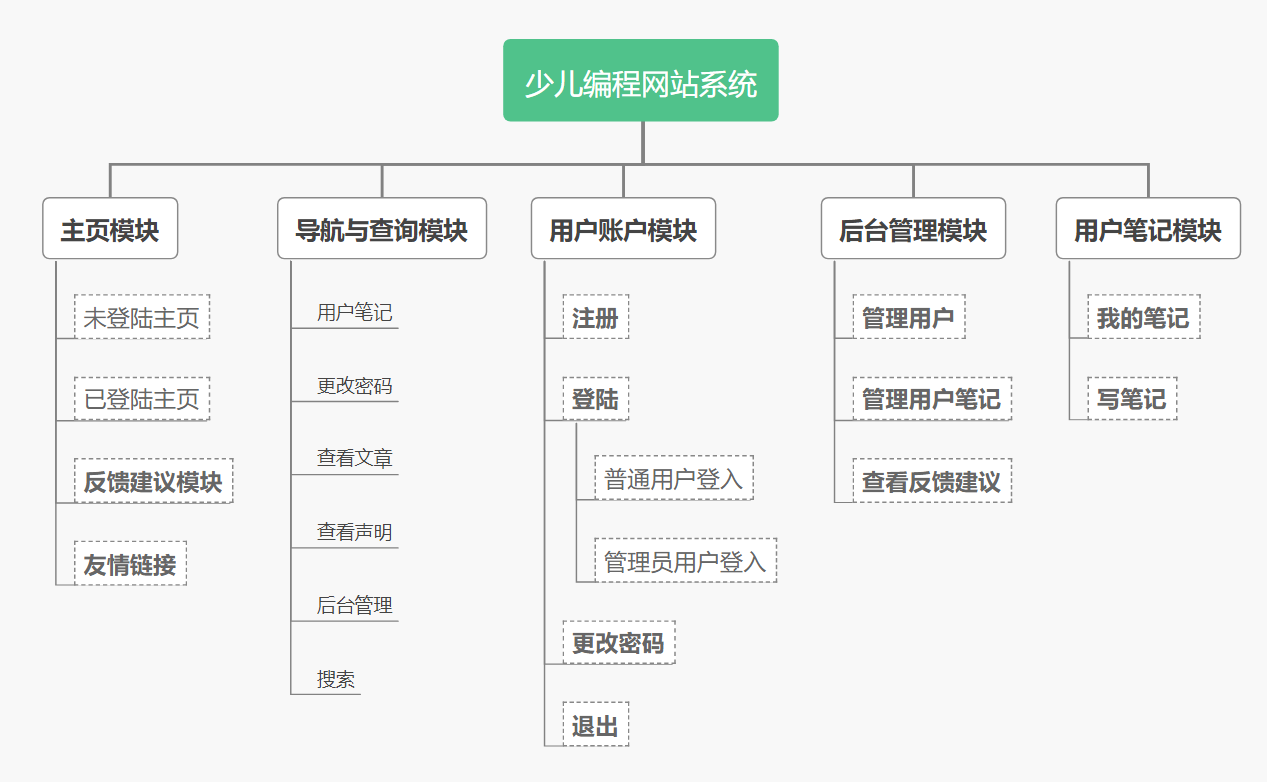 少儿编程网站系统
主页模块
未登陆主页
已登陆主页
反馈建议模块
友情链接
导航与查询模块
用户笔记
更改密码
查看文章
查看声明
后台管理
搜索
用户账户模块
注册
登陆
普通用户登入
管理员用户登入
更改密码
退出
后台管理模块
管理用户
管理用户笔记
查看反馈建议
用户笔记模块
我的笔记
写笔记